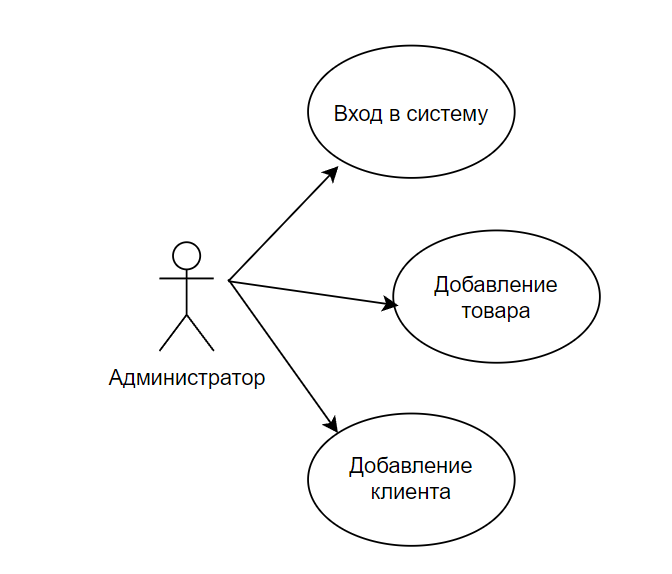 Вход в систему
Добавление
товара
Администратор
Добавление
клиента